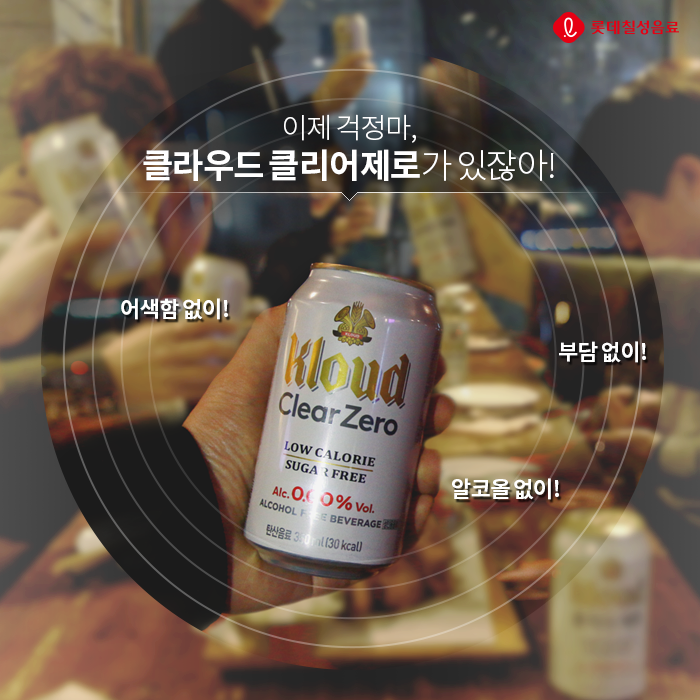 롯데칠성음료
이제 걱정마,
클라우드 클리어제로가 있잖아!
어색함 없이!
부담 없이!
알코올 없이!
Kloud
Clear Zero
LOW CALORIE
SUGAR FREE
Alc. 0.00% Vol.
ALCOHOL FREE BEVERAGE
탄산음료 (30 kcal)